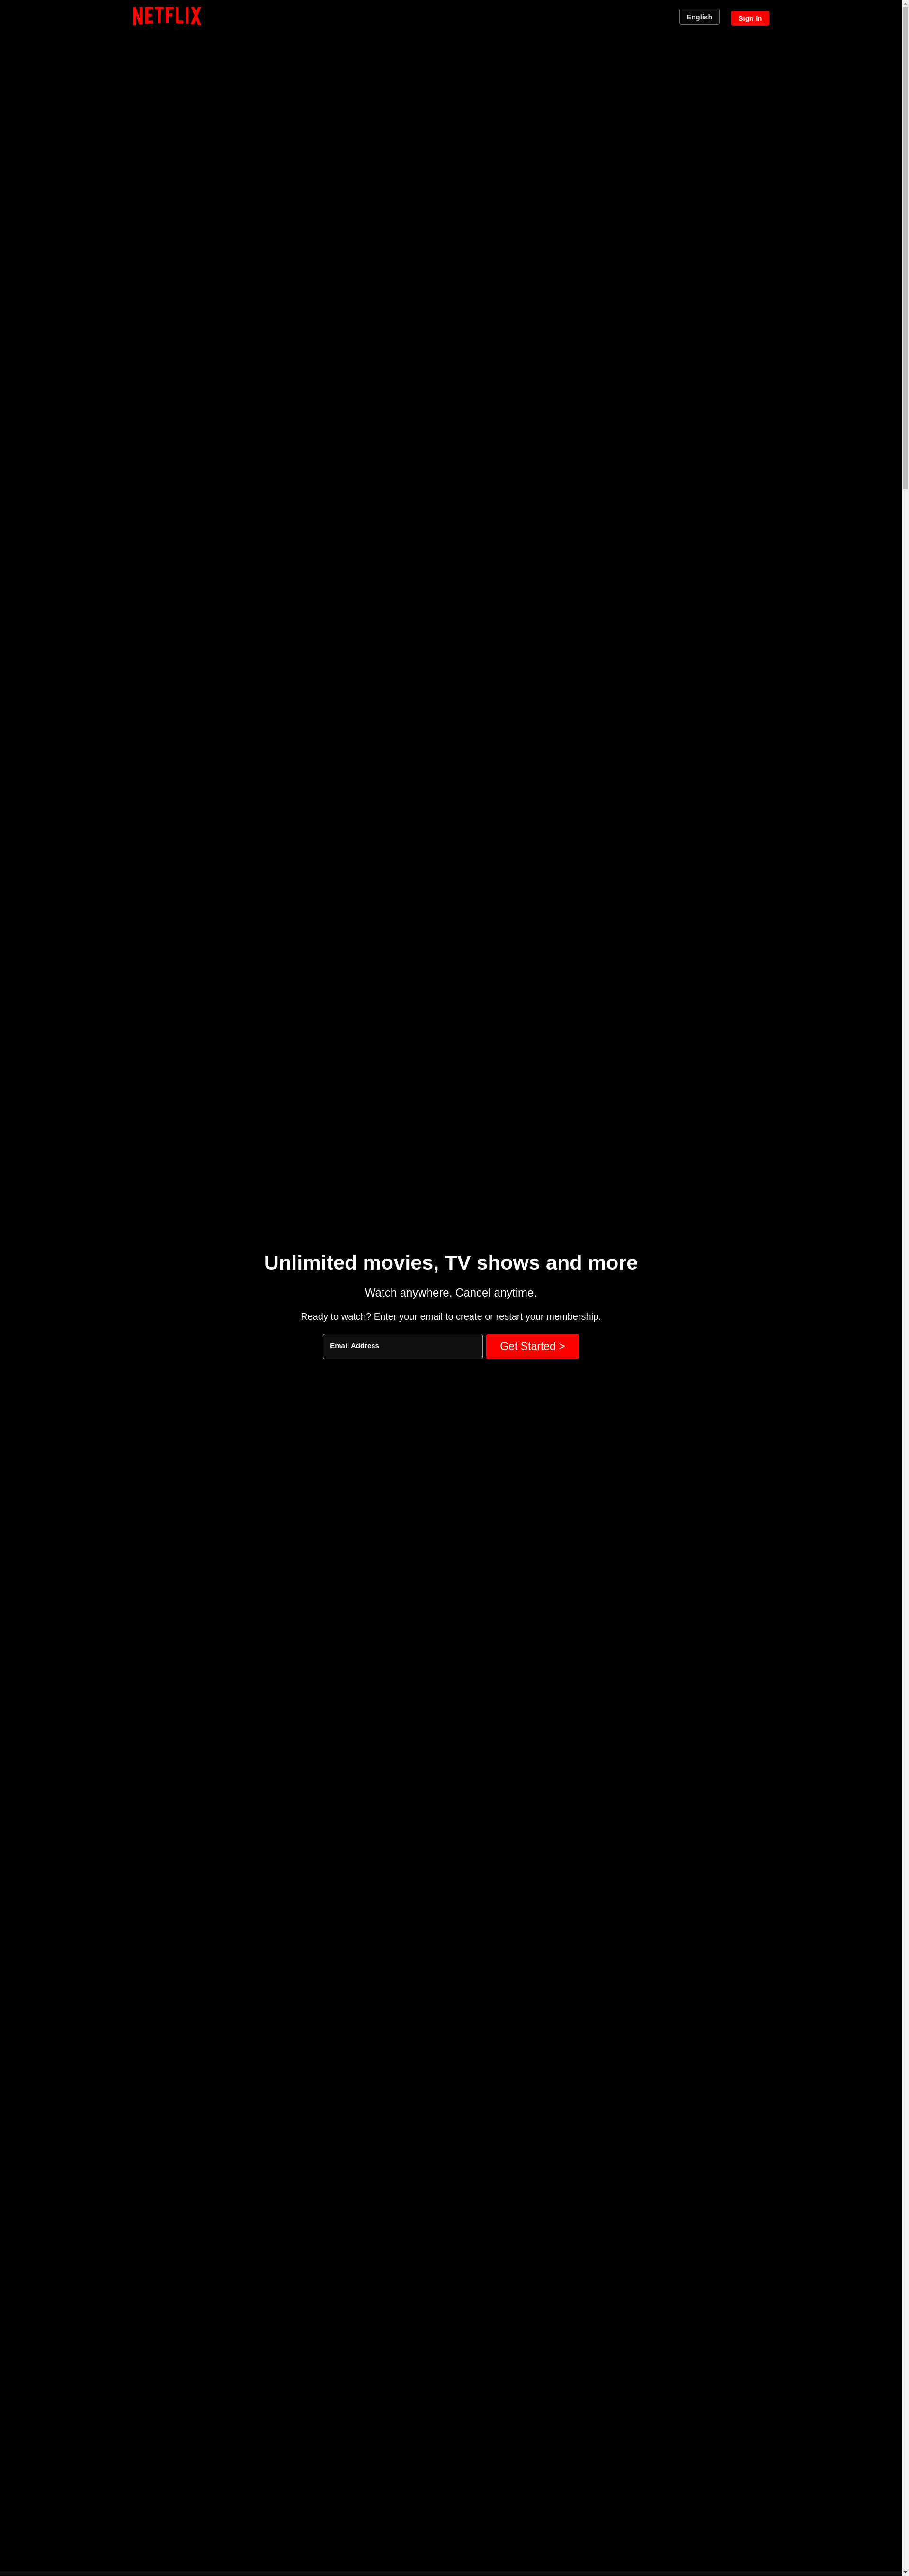 NETFLIX
English
Sign In
Unlimited movies, TV shows and more
Watch anywhere. Cancel anytime.
Ready to watch? Enter your email to create or restart your membership.
Email Address
Get Started >